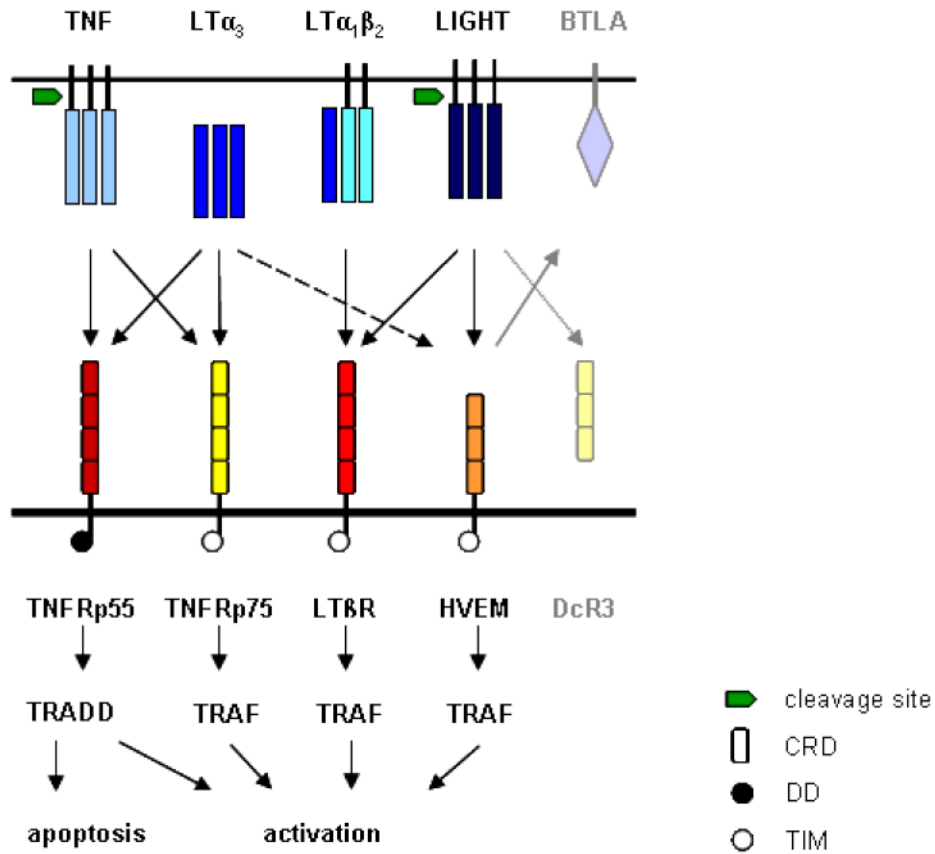 TNF LTα₃ LTα₁β₂ LIGHT BTLA
TNFRp55 TNFRp75 LTßR HVEM DcR3
TRADD TRAF TRAF TRAF
apoptosis activation
cleavage site
CRD
DD
TIM